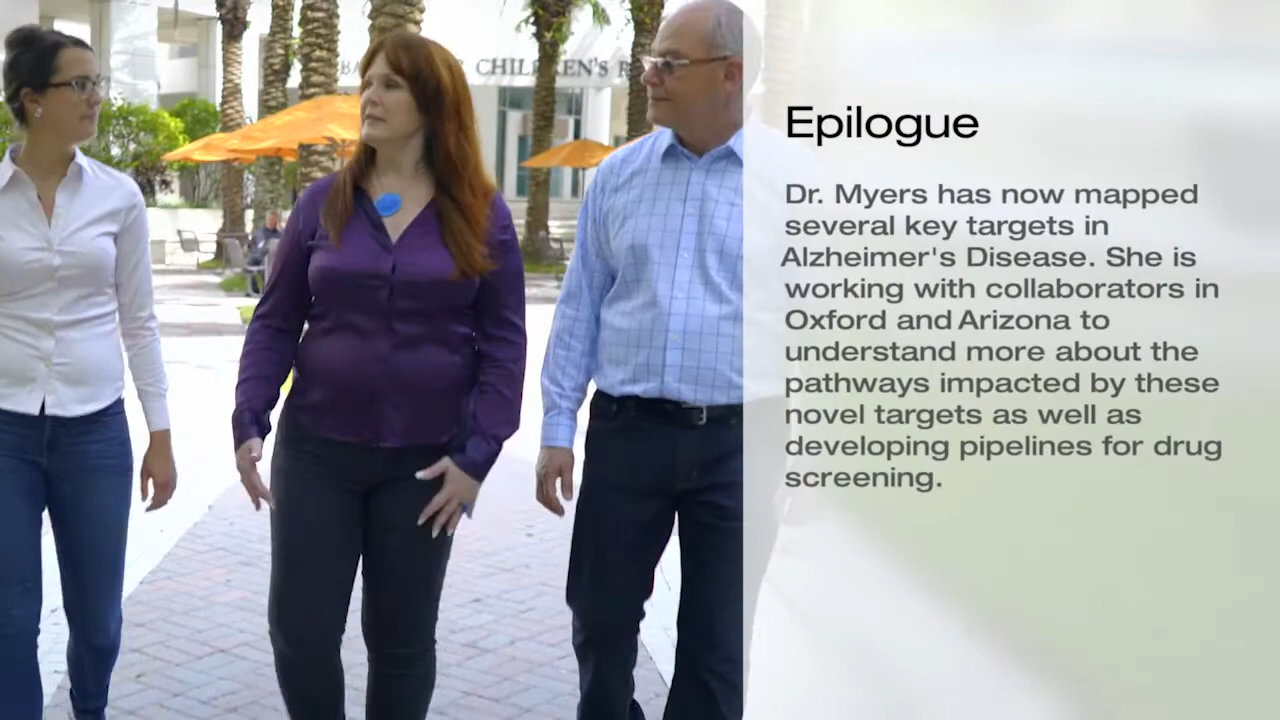 CHILDREN'S
Epilogue
Dr. Myers has now mapped
several key targets in
Alzheimer's Disease. She is
working with collaborators in
Oxford and Arizona to
understand more about the
pathways impacted by these
novel targets as well as
developing pipelines for drug
screening.